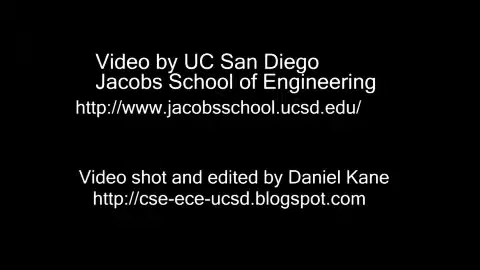 Video by UC San Diego
Jacobs School of Engineering
http://www.jacobsschool.ucsd.edu/
Video shot and edited by Daniel Kane
http://cse-ece-ucsd.blogspot.com